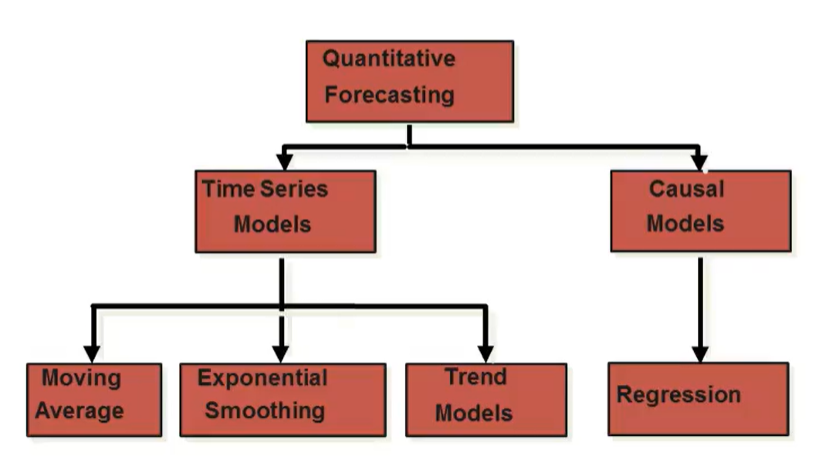 Quantitative
Forecasting
Time Series
Models
Causal
Models
Moving
Average
Exponential
Smoothing
Trend
Models
Regression